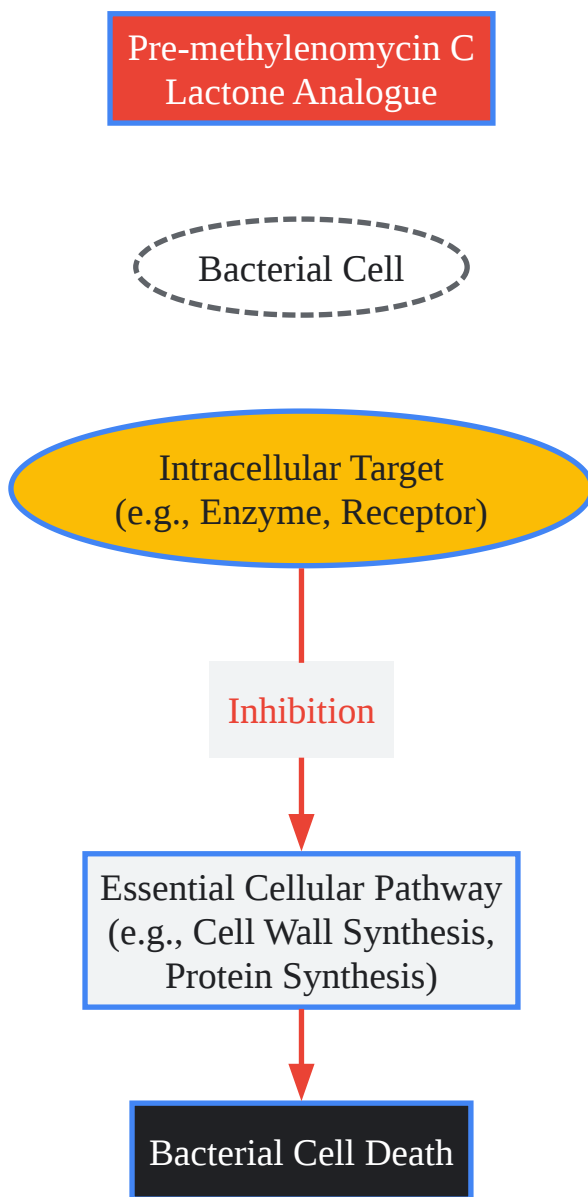 Pre-methylenomycin C
Lactone Analogue
Bacterial Cell
Intracellular Target
(e.g., Enzyme, Receptor)
Inhibition
Essential Cellular Pathway
(e.g., Cell Wall Synthesis,
Protein Synthesis)
Bacterial Cell Death